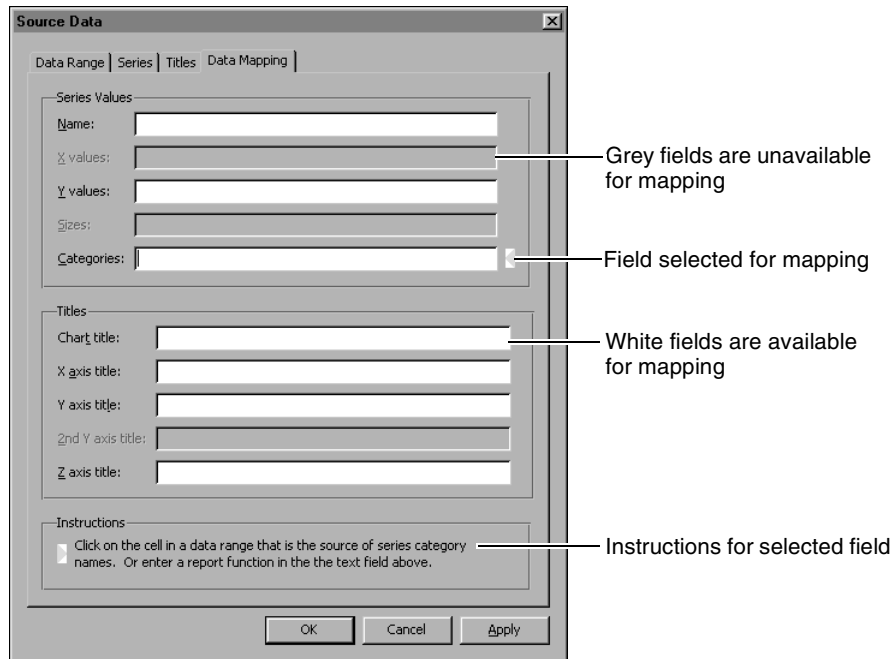 Source Data
Data Range Series Titles Data Mapping
Series Values
Name:
X values:
Grey fields are unavailable
for mapping
Y values:
Sizes:
Categories:
Field selected for mapping
Titles
Chart title:
White fields are available
for mapping
X axis title:
Y axis title:
2nd Y axis title:
Z axis title:
Instructions
Click on the cell in a data range that is the source of series category
names. Or enter a report function in the the text field above.
Instructions for selected field
OK Cancel Apply